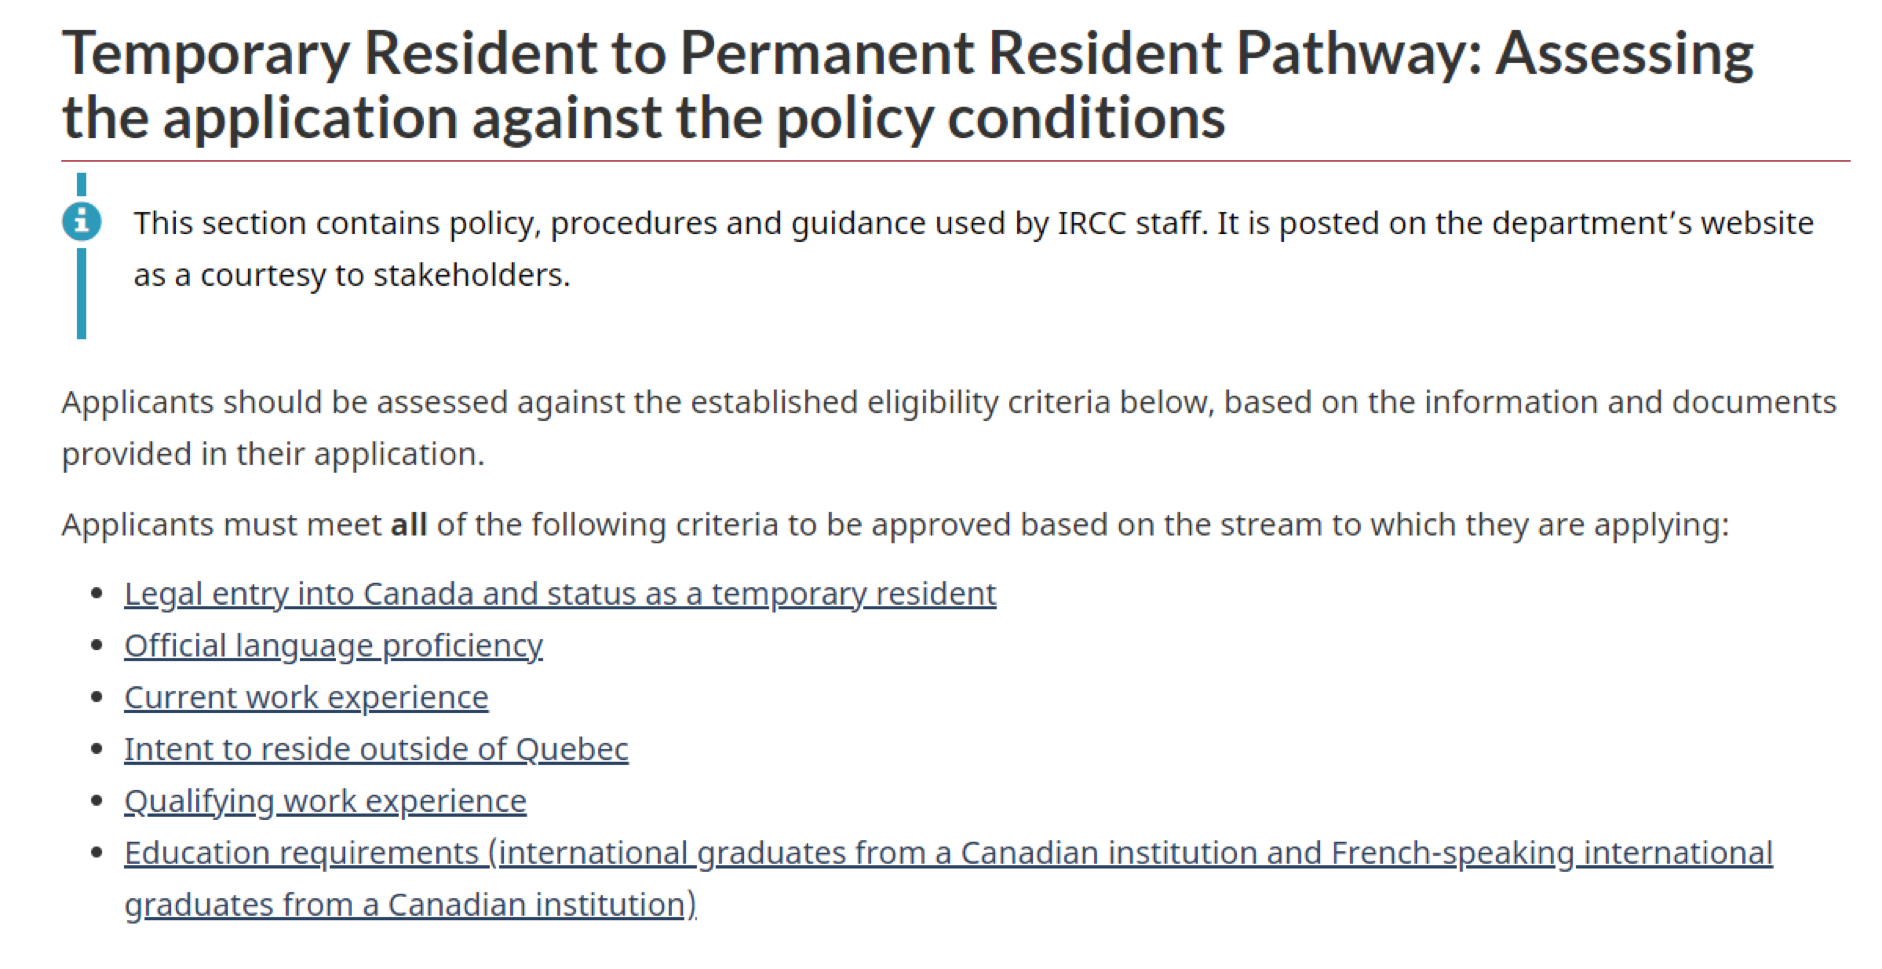 Temporary Resident to Permanent Resident Pathway: Assessing
the application against the policy conditions
This section contains policy, procedures and guidance used by IRCC staff. It is posted on the department’s website
as a courtesy to stakeholders.
Applicants should be assessed against the established eligibility criteria below, based on the information and documents
provided in their application.
Applicants must meet all of the following criteria to be approved based on the stream to which they are applying:
• Legal entry into Canada and status as a temporary resident
• Official language proficiency
• Current work experience
• Intent to reside outside of Quebec
• Qualifying work experience
• Education requirements (international graduates from a Canadian institution and French-speaking international
graduates from a Canadian institution)